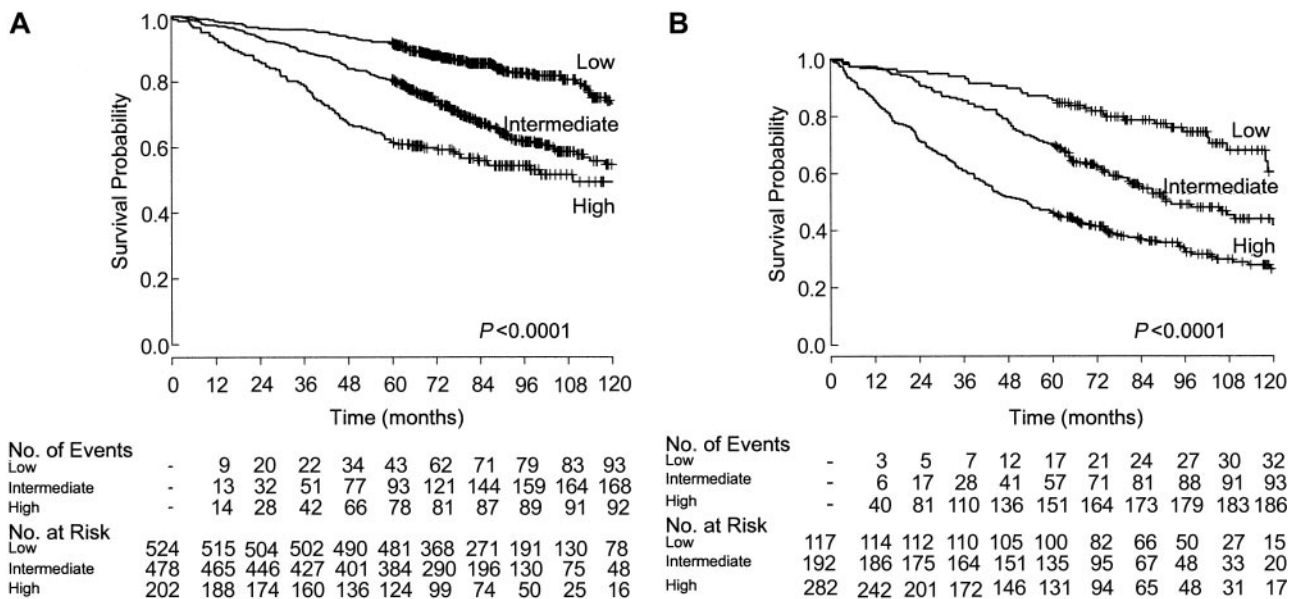 A
1.0
0.8
0.6
0.4
0.2
0.0
Survival Probability
Low
Intermediate
High
P<0.0001
0 12 24 36 48 60 72 84 96 108 120
Time (months)
No. of Events
Low - 9 20 22 34 43 62 71 79 83 93
Intermediate - 13 32 51 77 93 121 144 159 164 168
High - 14 28 42 66 78 81 87 89 91 92
No. at Risk
Low 524 515 504 502 490 481 368 271 191 130 78
Intermediate 478 465 446 427 401 384 290 196 130 75 48
High 202 188 174 160 136 124 99 74 50 25 16
B
1.0
0.8
0.6
0.4
0.2
0.0
Survival Probability
Low
Intermediate
High
P<0.0001
0 12 24 36 48 60 72 84 96 108 120
Time (months)
No. of Events
Low - 3 5 7 12 17 21 24 27 30 32
Intermediate - 6 17 28 41 57 71 81 88 91 93
High - 40 81 110 136 151 164 173 179 183 186
No. at Risk
Low 117 114 112 110 105 100 82 66 50 27 15
Intermediate 192 186 175 164 151 135 95 67 48 33 20
High 282 242 201 172 146 131 94 65 48 31 17